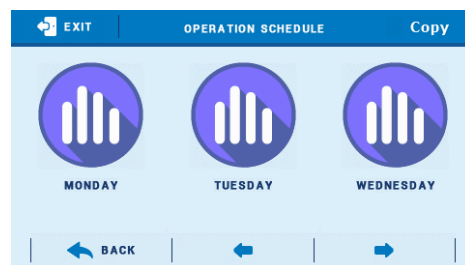 EXIT OPERATION SCHEDULE Copy
MONDAY TUESDAY WEDNESDAY
BACK